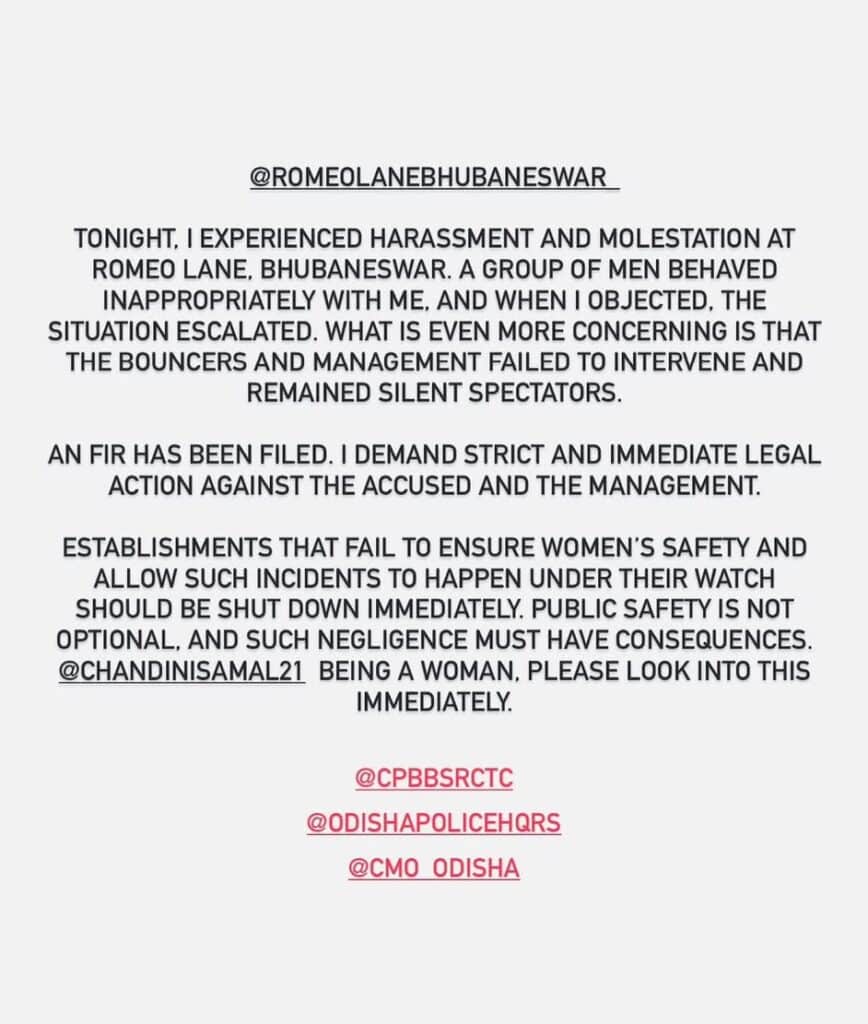 @ROMEOLANEBHUBANESWAR_
TONIGHT, I EXPERIENCED HARASSMENT AND MOLESTATION AT
ROMEO LANE, BHUBANESWAR. A GROUP OF MEN BEHAVED
INAPPROPRIATELY WITH ME, AND WHEN I OBJECTED, THE
SITUATION ESCALATED. WHAT IS EVEN MORE CONCERNING IS THAT
THE BOUNCERS AND MANAGEMENT FAILED TO INTERVENE AND
REMAINED SILENT SPECTATORS.
AN FIR HAS BEEN FILED. I DEMAND STRICT AND IMMEDIATE LEGAL
ACTION AGAINST THE ACCUSED AND THE MANAGEMENT.
ESTABLISHMENTS THAT FAIL TO ENSURE WOMEN'S SAFETY AND
ALLOW SUCH INCIDENTS TO HAPPEN UNDER THEIR WATCH
SHOULD BE SHUT DOWN IMMEDIATELY. PUBLIC SAFETY IS NOT
OPTIONAL, AND SUCH NEGLIGENCE MUST HAVE CONSEQUENCES.
@CHANDINISAMAL21 BEING A WOMAN, PLEASE LOOK INTO THIS
IMMEDIATELY.
@CPBBSRCTC
@ODISHAPOLICEHQRS
@CMO_ODISHA